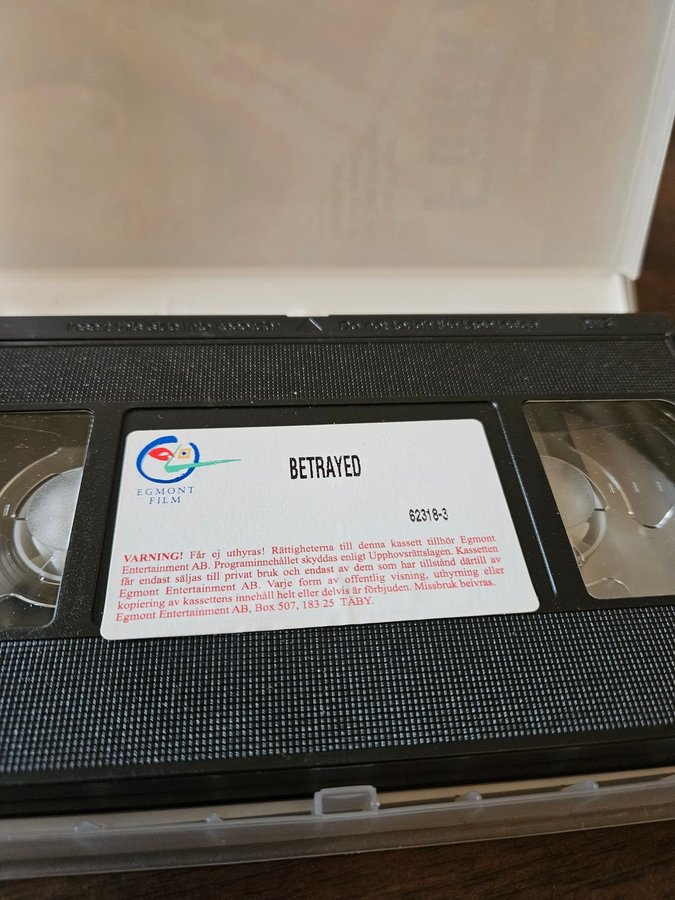 EGMONT
FILM
BETRAYED
62318-3
VARNING! Får ej uthyras! Rättigheterna till denna kassett tillhör Egmont
Entertainment AB. Programinnehållet skyddas enligt Upphovsrättslagen. Kassetten
får endast säljas till privat bruk och endast av dem som har tillstånd därtill av
Egmont Entertainment AB. Varje form av offentlig visning, uthyrning eller
kopiering av kassettens innehåll helt eller delvis är förbjuden. Missbruk beivras.
Egmont Entertainment AB, Box 507, 183 25 TÄBY.